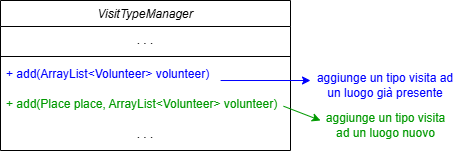 VisitTypeManager
. . .
+ add(ArrayList<Volunteer> volunteer)
aggiunge un tipo visita ad
un luogo già presente
+ add(Place place, ArrayList<Volunteer> volunteer)
aggiunge un tipo visita
ad un luogo nuovo
. . .